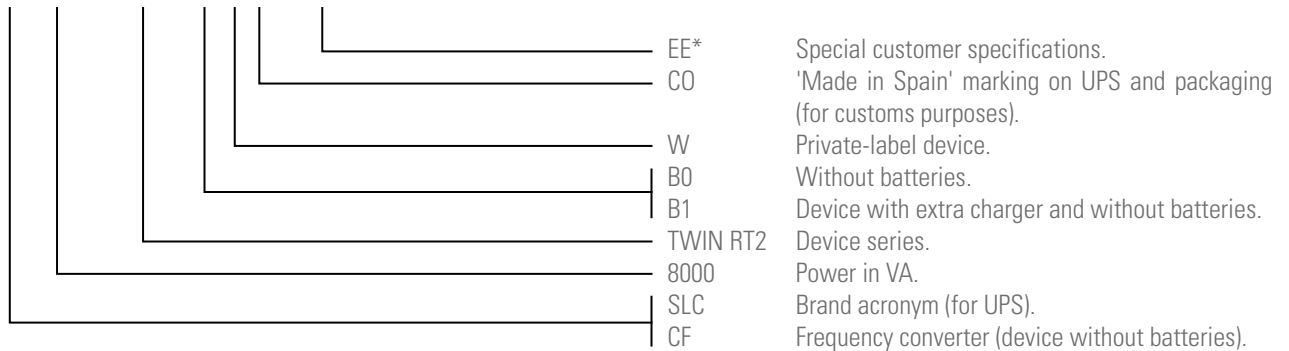 EE* Special customer specifications.
CO 'Made in Spain' marking on UPS and packaging
(for customs purposes).
W Private-label device.
B0 Without batteries.
B1 Device with extra charger and without batteries.
TWIN RT2 Device series.
8000 Power in VA.
SLC Brand acronym (for UPS).
CF Frequency converter (device without batteries).